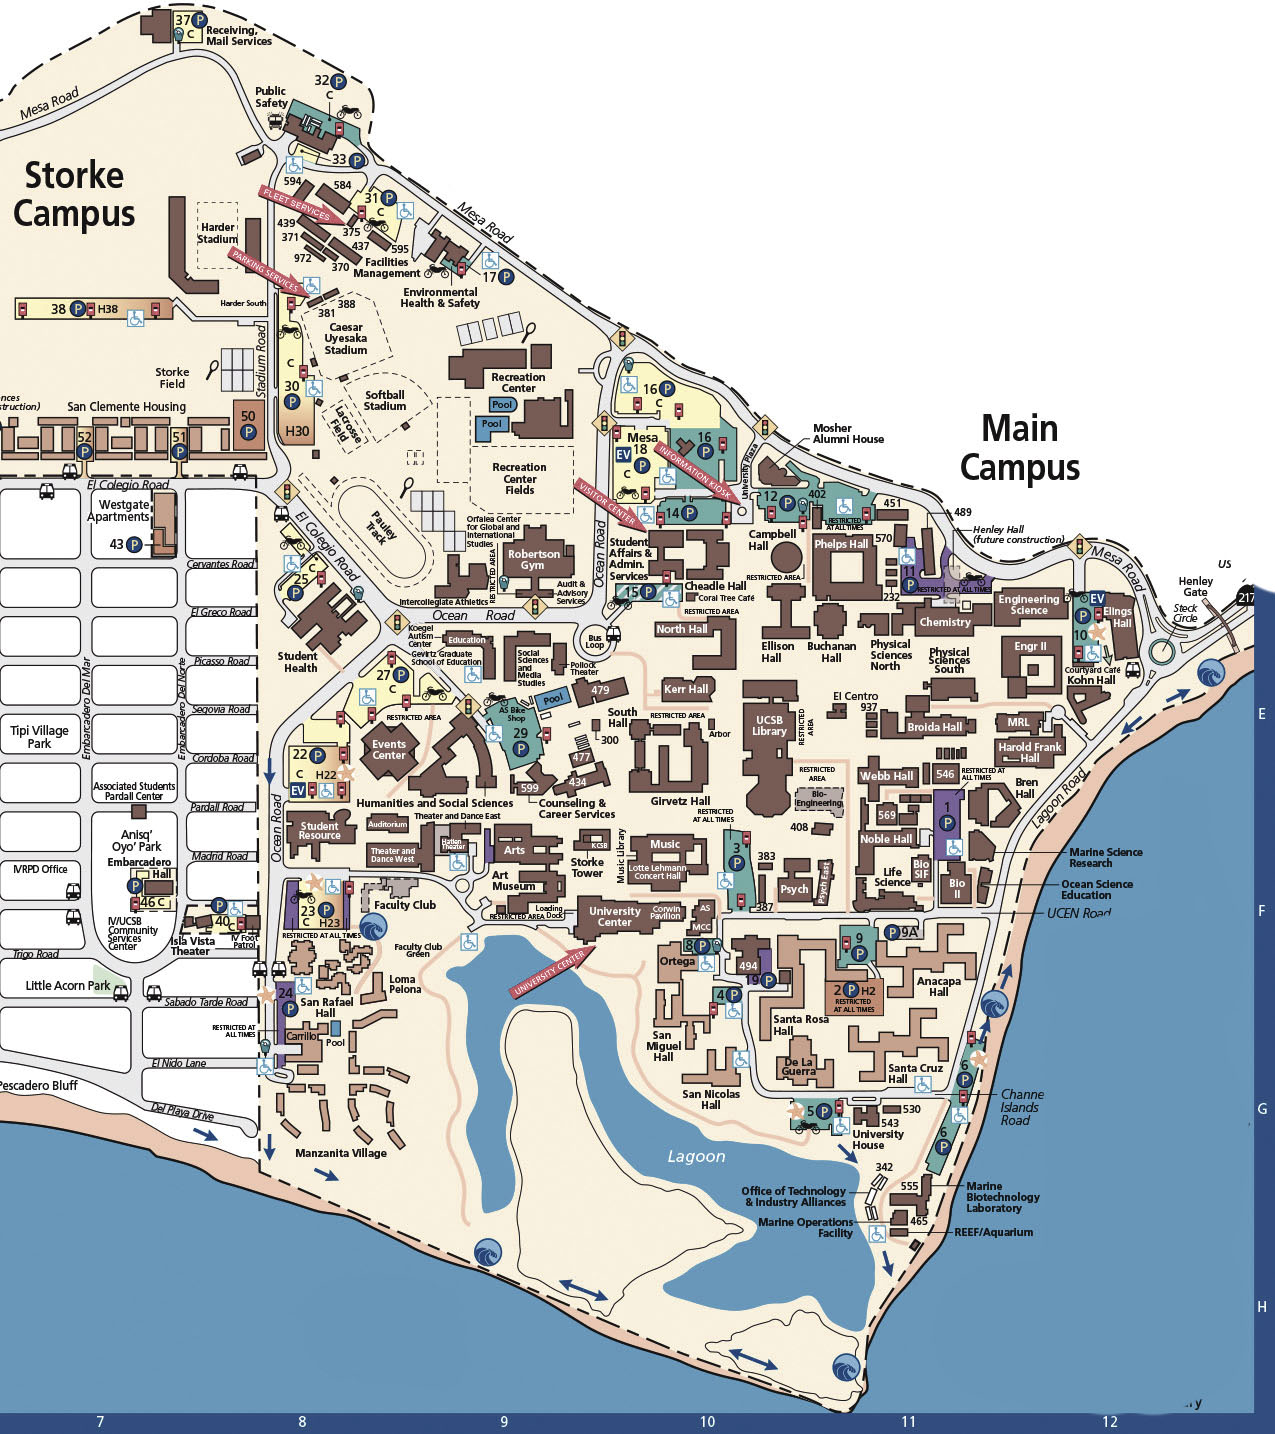 37
C
Receiving,
Mail Services
Mesa Road
Public
Safety
32
C
33
Storke
Campus
594
584
31
C
FLEET SERVICES
439
371
375
437
972
370
595
Harder
Stadium
PARKING SERVICES
Facilities
Management
Mesa Road
17
Environmental
Health & Safety
Harder South
38
H38
388
381
Caesar
Uyesaka
Stadium
Stadium Road
Storke
Field
C
30
H30
Softball
Stadium
Lacrosse
Field
Recreation
Center
Pool
Pool
16
C
San Clemente Housing
52
51
50
Mesa
18
EV
C
16
INFORMATION KIOSK
University Plaza
Mosher
Alumni House
Main
Campus
El Colegio Road
Recreation
Center
Fields
VISITOR CENTER
14
12
402
451
RESTRICTED
AT ALL TIMES
489
Henley Hall
(future construction)
Westgate
Apartments
43
El Colegio Road
Pauley
Track
Orfalea Center
for Global and
International
Studies
Robertson
Gym
RESTRICTED AREA
Ocean Road
Student
Affairs &
Admin.
Services
Campbell
Hall
Phelps Hall
570
11
RESTRICTED AT ALL TIMES
232
Mesa Road
US
217
Henley
Gate
Steck
Circle
Cervantes Road
C
25
Cheadle Hall
Coral Tree Café
RESTRICTED AREA
RESTRICTED AREA
15
Intercollegiate Athletics
Audit &
Advisory
Services
Engineering
Science
EV
Elings
Hall
10
Courtyard Café
Kohn Hall
El Greco Road
Ocean Road
Bus
Loop
North Hall
Ellison
Hall
Buchanan
Hall
Physical
Sciences
North
Chemistry
Physical
Sciences
South
Engr II
Picasso Road
Student
Health
Koegel
Autism
Center
Education
Gevirtz Graduate
School of Education
Social
Sciences
and
Media
Studies
Pollock
Theater
Embarcadero Del Mar
Embarcadero Del Norte
27
C
RESTRICTED AREA
AS Bike
Shop
29
Pool
479
Kerr Hall
Segovia Road
Tipi Village
Park
Cordoba Road
Events
Center
South
Hall
300
RESTRICTED AREA
Arbor
UCSB
Library
RESTRICTED
AREA
El Centro
937
Broida Hall
MRL
Harold Frank
Hall
E
22
C
H22
EV
477
434
599
Girvetz Hall
RESTRICTED
AREA
Bio-
Engineering
Webb Hall
546
RESTRICTED AT
ALL TIMES
Bren
Hall
Associated Students
Pardall Center
Pardall Road
Humanities and Social Sciences
Counseling &
Career Services
RESTRICTED
AT ALL TIMES
569
1
Lagoon Road
Anisq'
Oyo' Park
Ocean Road
Student
Resource
Auditorium
Theater and Dance East
Theater and
Dance West
Hatlen
Theater
Arts
KCSB
Storke
Tower
Music Library
Music
Lotte Lehmann
Concert Hall
3
408
Noble Hall
Madrid Road
Embarcadero
Hall
IV/RPD Office
46 C
Art
Museum
383
387
Psych
Psych East
Life
Science
Bio
SIF
Bio
II
Marine Science
Research
Ocean Science
Education
UCEN Road
F
40
C
IV Foot
Patrol
Isla Vista
Theater
IV/UCSB
Community
Services
Center
23
C
H23
RESTRICTED AT ALL TIMES
Faculty Club
Faculty Club
Green
Loading
Dock
RESTRICTED AREA
University
Center
Corwin
Pavilion
AS
MCC
UNIVERSITY CENTER
Trigo Road
Little Acorn Park
Sabado Tarde Road
24
RESTRICTED AT
ALL TIMES
San Rafael
Hall
Loma
Pelona
Carrillo
Pool
Ortega
8
494
19
4
9
9A
2
H2
RESTRICTED
AT ALL TIMES
Anacapa
Hall
Santa Rosa
Hall
San
Miguel
Hall
De La
Guerra
Santa Cruz
Hall
San Nicolas
Hall
El Nido Lane
Pescadero Bluff
Del Playa Drive
Manzanita Village
Lagoon
5
530
543
University
House
6
6
Channe
Islands
Road
G
342
Office of Technology
& Industry Alliances
555
Marine
Biotechnology
Laboratory
Marine Operations
Facility
465
REEF/Aquarium
H
7
8
9
10
11
12